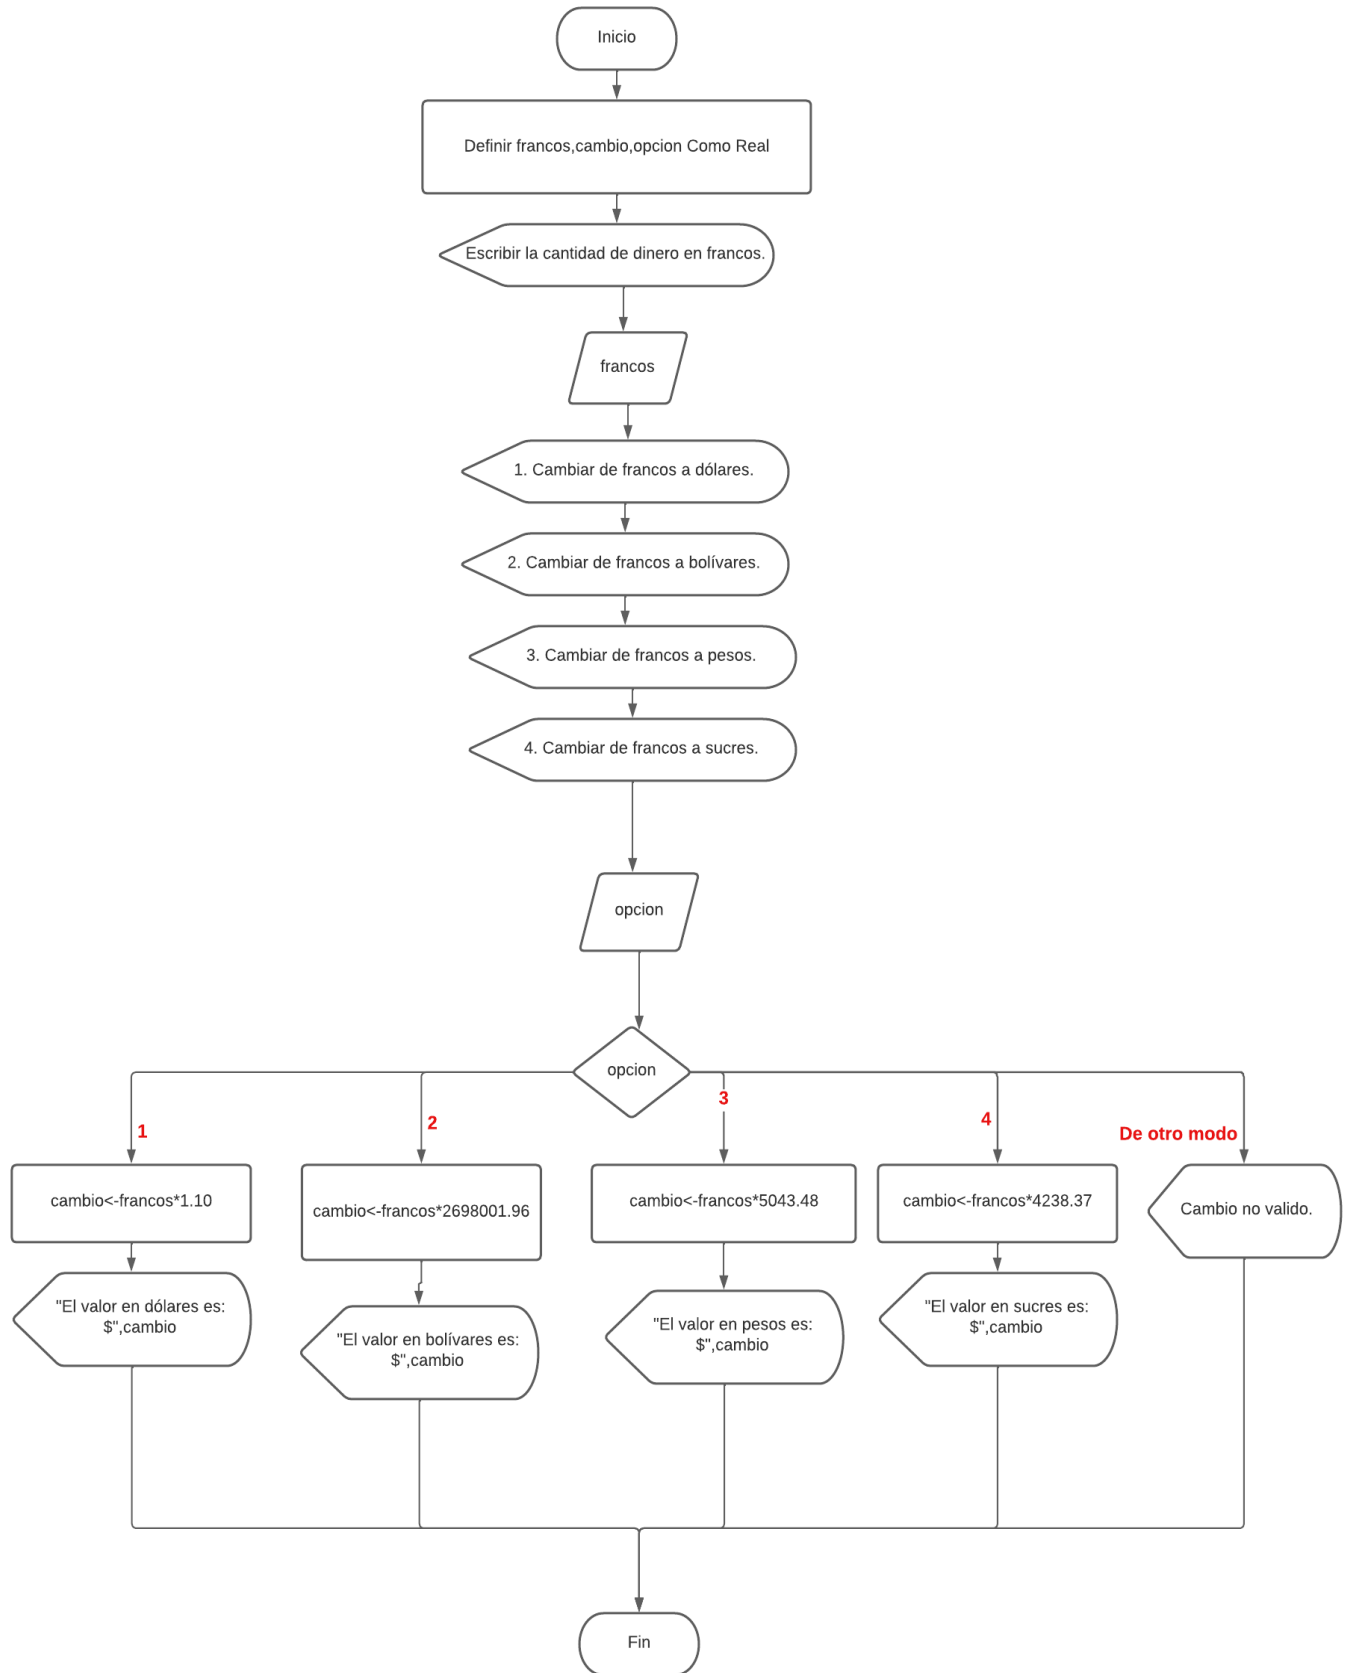 Inicio
Definir francos,cambio,opcion Como Real
Escribir la cantidad de dinero en francos.
francos
1. Cambiar de francos a dólares.
2. Cambiar de francos a bolívares.
3. Cambiar de francos a pesos.
4. Cambiar de francos a sucres.
opcion
opcion
1
2
3
4
De otro modo
cambio<-francos*1.10
cambio<-francos*2698001.96
cambio<-francos*5043.48
cambio<-francos*4238.37
Cambio no valido.
"El valor en dólares es:
$",cambio
"El valor en bolívares es:
$",cambio
"El valor en pesos es:
$",cambio
"El valor en sucres es:
$",cambio
Fin